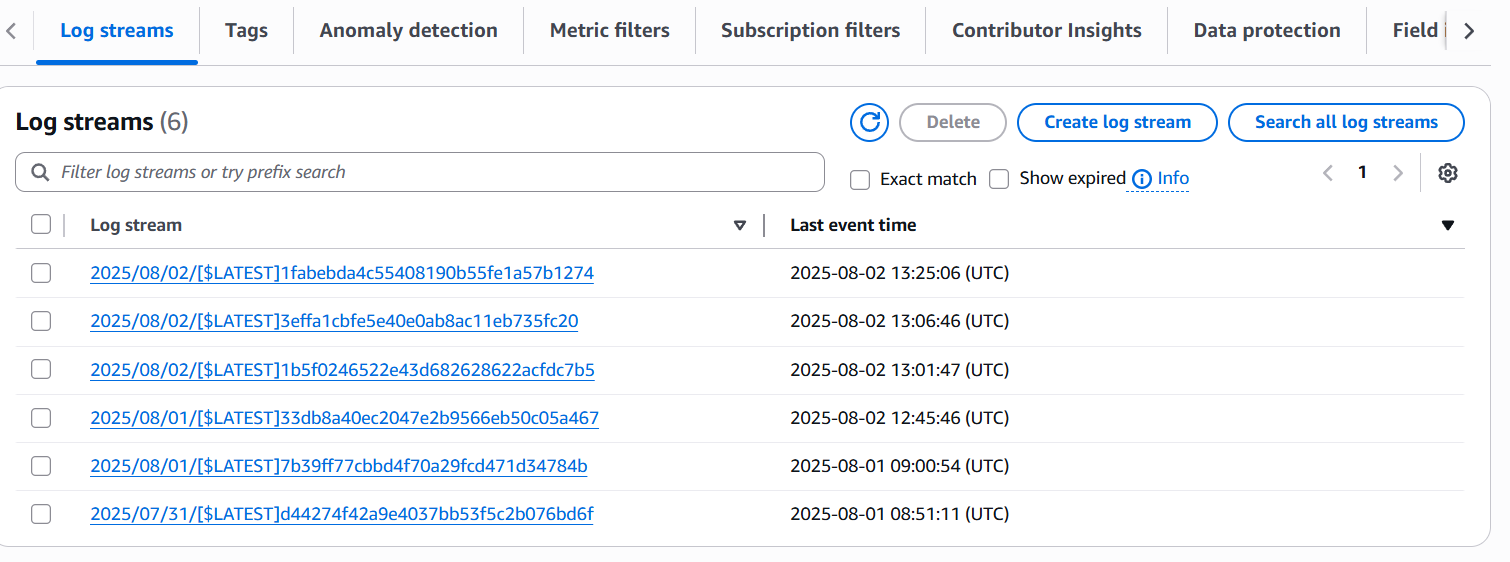 Log streams Tags Anomaly detection Metric filters Subscription filters Contributor Insights Data protection Field
Log streams (6)
Delete
Create log stream
Search all log streams
Filter log streams or try prefix search
Exact match
Show expired
Info
1
Log stream Last event time
2025/08/02/[$LATEST]1fabebda4c55408190b55fe1a57b1274 2025-08-02 13:25:06 (UTC)
2025/08/02/[$LATEST]3effa1cbfe5e40e0ab8ac11eb735fc20 2025-08-02 13:06:46 (UTC)
2025/08/02/[$LATEST]1b5f0246522e43d682628622acfdc7b5 2025-08-02 13:01:47 (UTC)
2025/08/01/[$LATEST]33db8a40ec2047e2b9566eb50c05a467 2025-08-02 12:45:46 (UTC)
2025/08/01/[$LATEST]7b39ff77cbbd4f70a29fcd471d34784b 2025-08-01 09:00:54 (UTC)
2025/07/31/[$LATEST]d44274f42a9e4037bb53f5c2b076bd6f 2025-08-01 08:51:11 (UTC)